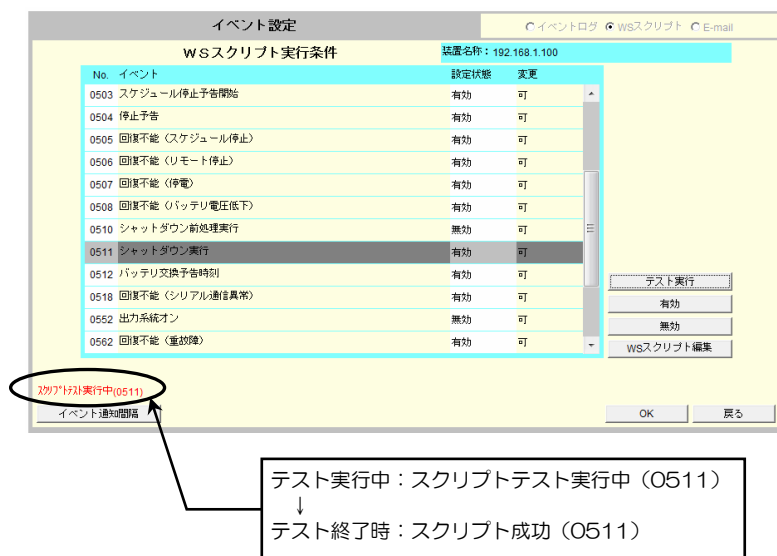 イベント設定
イベントログ WSスクリプト E-mail
WSスクリプト実行条件 装置名称：192.168.1.100
No. イベント 設定状態 変更
0503 スケジュール停止予告開始 有効 可
0504 停止予告 有効 可
0505 回復不能（スケジュール停止） 有効 可
0506 回復不能（リモート停止） 有効 可
0507 回復不能（停電） 有効 可
0508 回復不能（バッテリ電圧低下） 有効 可
0510 シャットダウン前処理実行 無効 可
0511 シャットダウン実行 有効 可
0512 バッテリ交換予告時刻 有効 可
0518 回復不能（シリアル通信異常） 有効 可
0552 出力系統オン 無効 可
0562 回復不能（重故障） 有効 可
テスト実行
有効
無効
WSスクリプト編集
ｽｸﾘﾌﾟﾄﾃｽﾄ実行中(0511)
イベント通知間隔 OK 戻る
テスト実行中：スクリプトテスト実行中（0511）
↓
テスト終了時：スクリプト成功（0511）